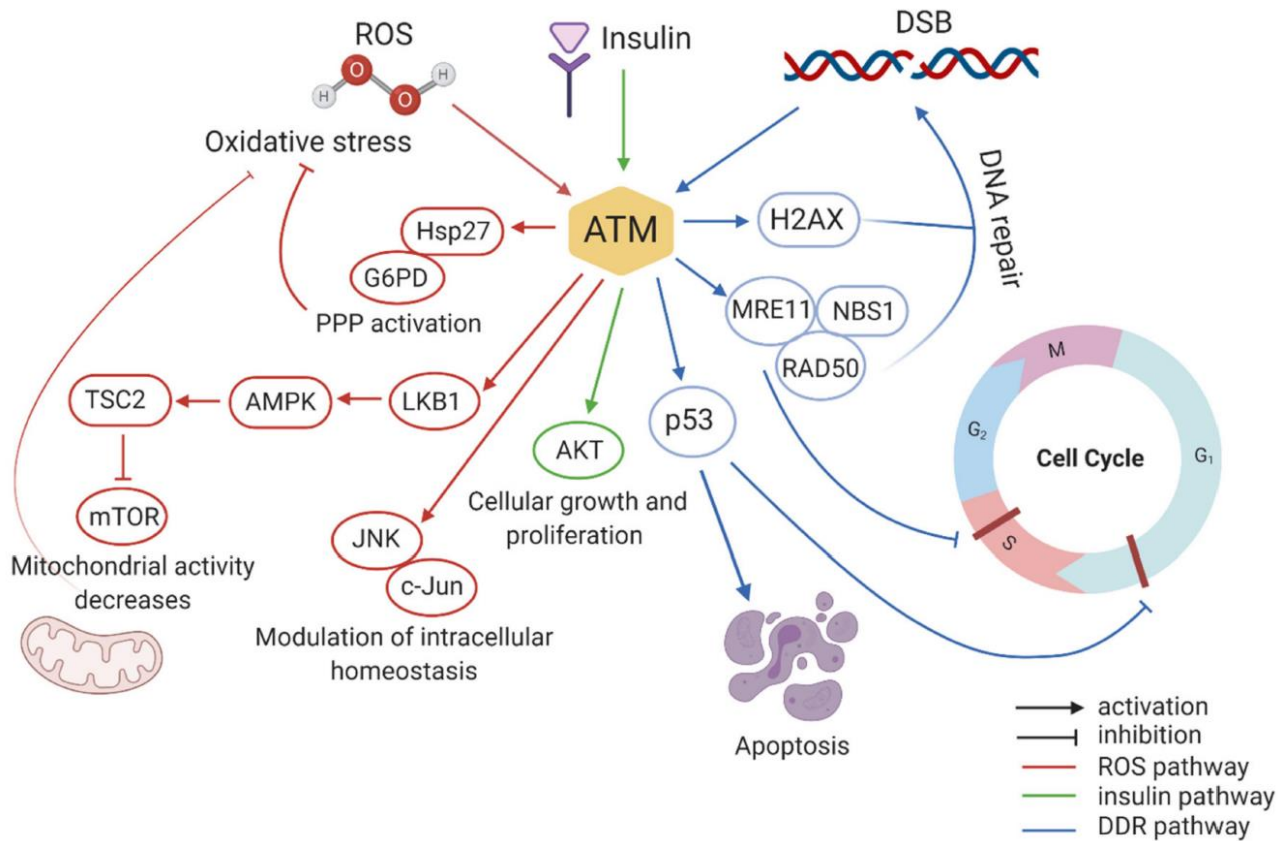 ROS
Insulin
DSB
H
O
O
H
Oxidative stress
DNA repair
ATM
H2AX
Hsp27
G6PD
PPP activation
MRE11
NBS1
RAD50
TSC2
AMPK
LKB1
p53
AKT
Cellular growth and
proliferation
M
G₂
Cell Cycle
G₁
S
mTOR
Mitochondrial activity
decreases
JNK
c-Jun
Modulation of intracellular
homeostasis
Apoptosis
activation
inhibition
ROS pathway
insulin pathway
DDR pathway